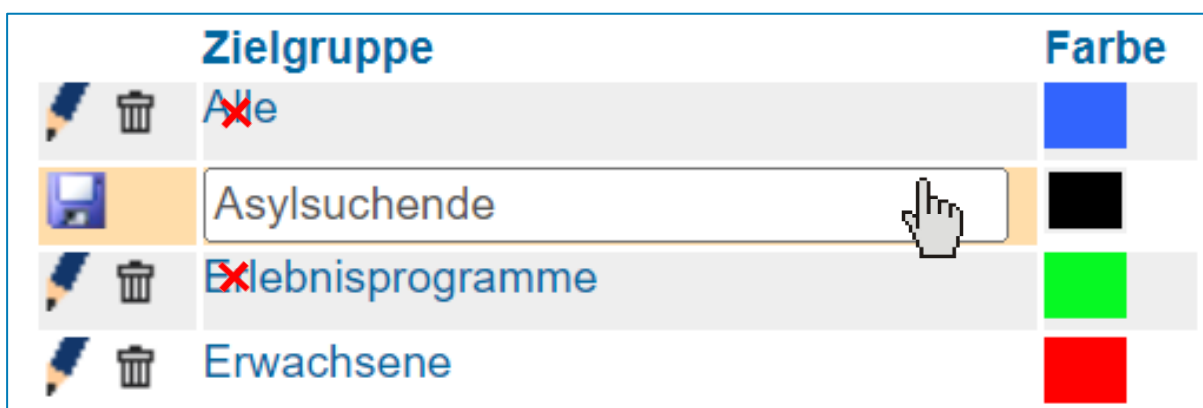 Zielgruppe Farbe
Alle
Asylsuchende
Erlebnisprogramme
Erwachsene